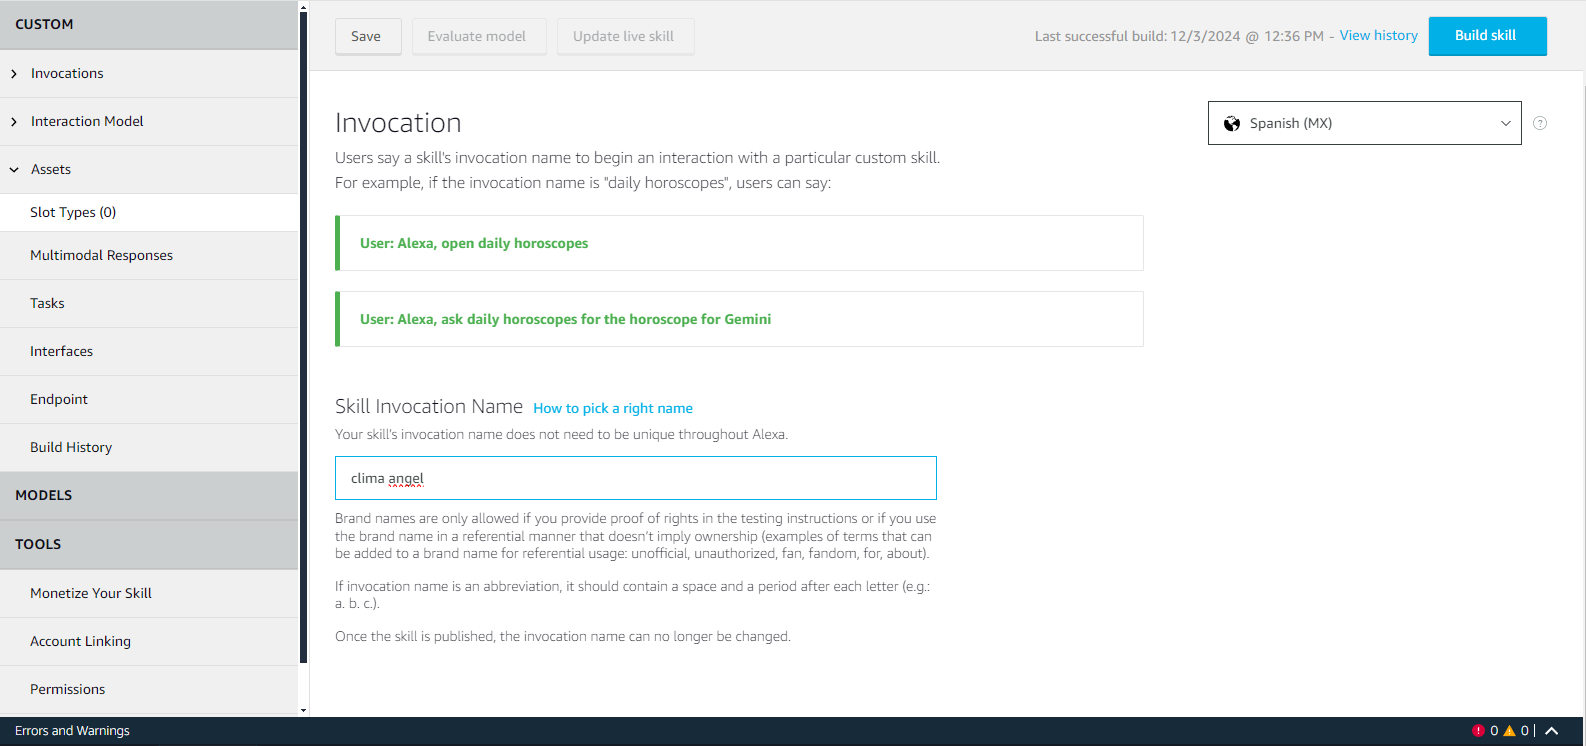 CUSTOM
Invocations
Interaction Model
Assets
Slot Types (0)
Multimodal Responses
Tasks
Interfaces
Endpoint
Build History
MODELS
TOOLS
Monetize Your Skill
Account Linking
Permissions
Save
Evaluate model
Update live skill
Last successful build: 12/3/2024 @ 12:36 PM - View history
Build skill
Invocation
Spanish (MX)
?
Users say a skill's invocation name to begin an interaction with a particular custom skill.
For example, if the invocation name is "daily horoscopes", users can say:
User: Alexa, open daily horoscopes
User: Alexa, ask daily horoscopes for the horoscope for Gemini
Skill Invocation Name How to pick a right name
Your skill's invocation name does not need to be unique throughout Alexa.
clima angel
Brand names are only allowed if you provide proof of rights in the testing instructions or if you use
the brand name in a referential manner that doesn't imply ownership (examples of terms that can
be added to a brand name for referential usage: unofficial, unauthorized, fan, fandom, for, about).
If invocation name is an abbreviation, it should contain a space and a period after each letter (e.g.:
a. b. c.).
Once the skill is published, the invocation name can no longer be changed.
Errors and Warnings
0 0